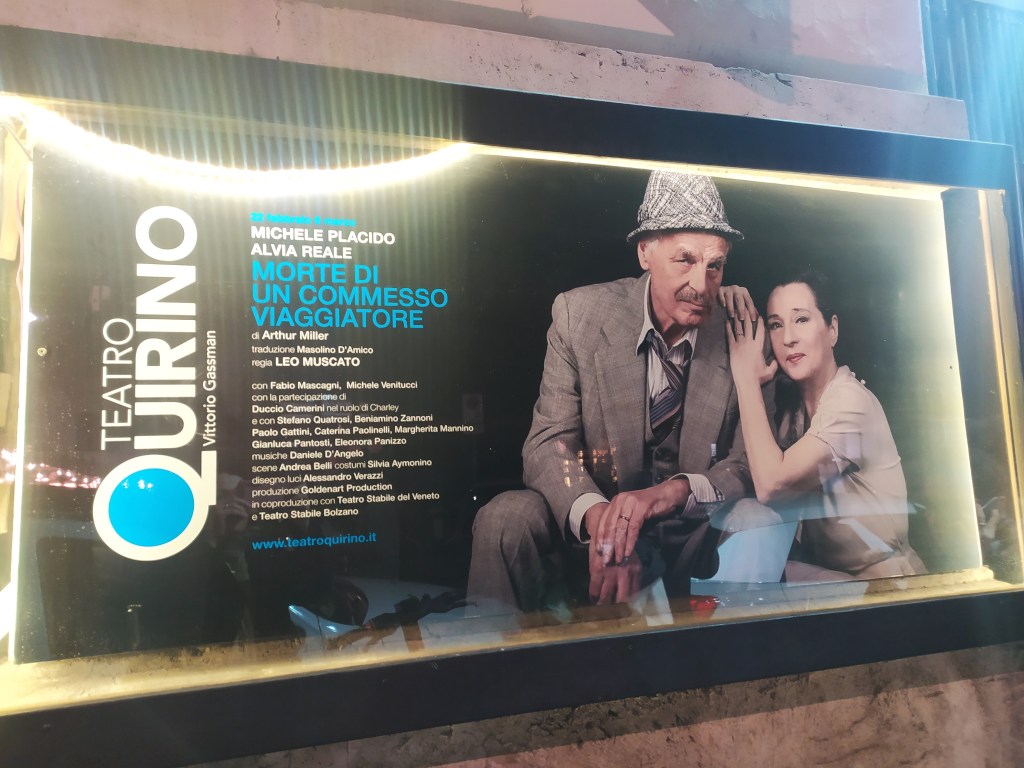 TEATRO
QUIRINO
Vittorio Gassman
22 febbraio
MICHELE PLACIDO
ALVIA REALE
MORTE DI
UN COMMESSO
VIAGGIATORE
di Arthur Miller
traduzione Masolino D'Amico
regia LEO MUSCATO
con Fabio Mascagni, Michele Venitucci
con la partecipazione di
Duccio Camerini nel ruolo di Charley
e con Stefano Quatrosi, Beniamino Zannoni
Paolo Gattini, Caterina Paolinelli, Margherita Mannino
Gianluca Pantosti, Eleonora Panizzo
musiche Daniele D'Angelo
scene Andrea Belli costumi Silvia Aymonino
disegno luci Alessandro Verazzi
produzione Goldenart Production
in coproduzione con Teatro Stabile del Veneto
e Teatro Stabile Bolzano
www.teatroquirino.it